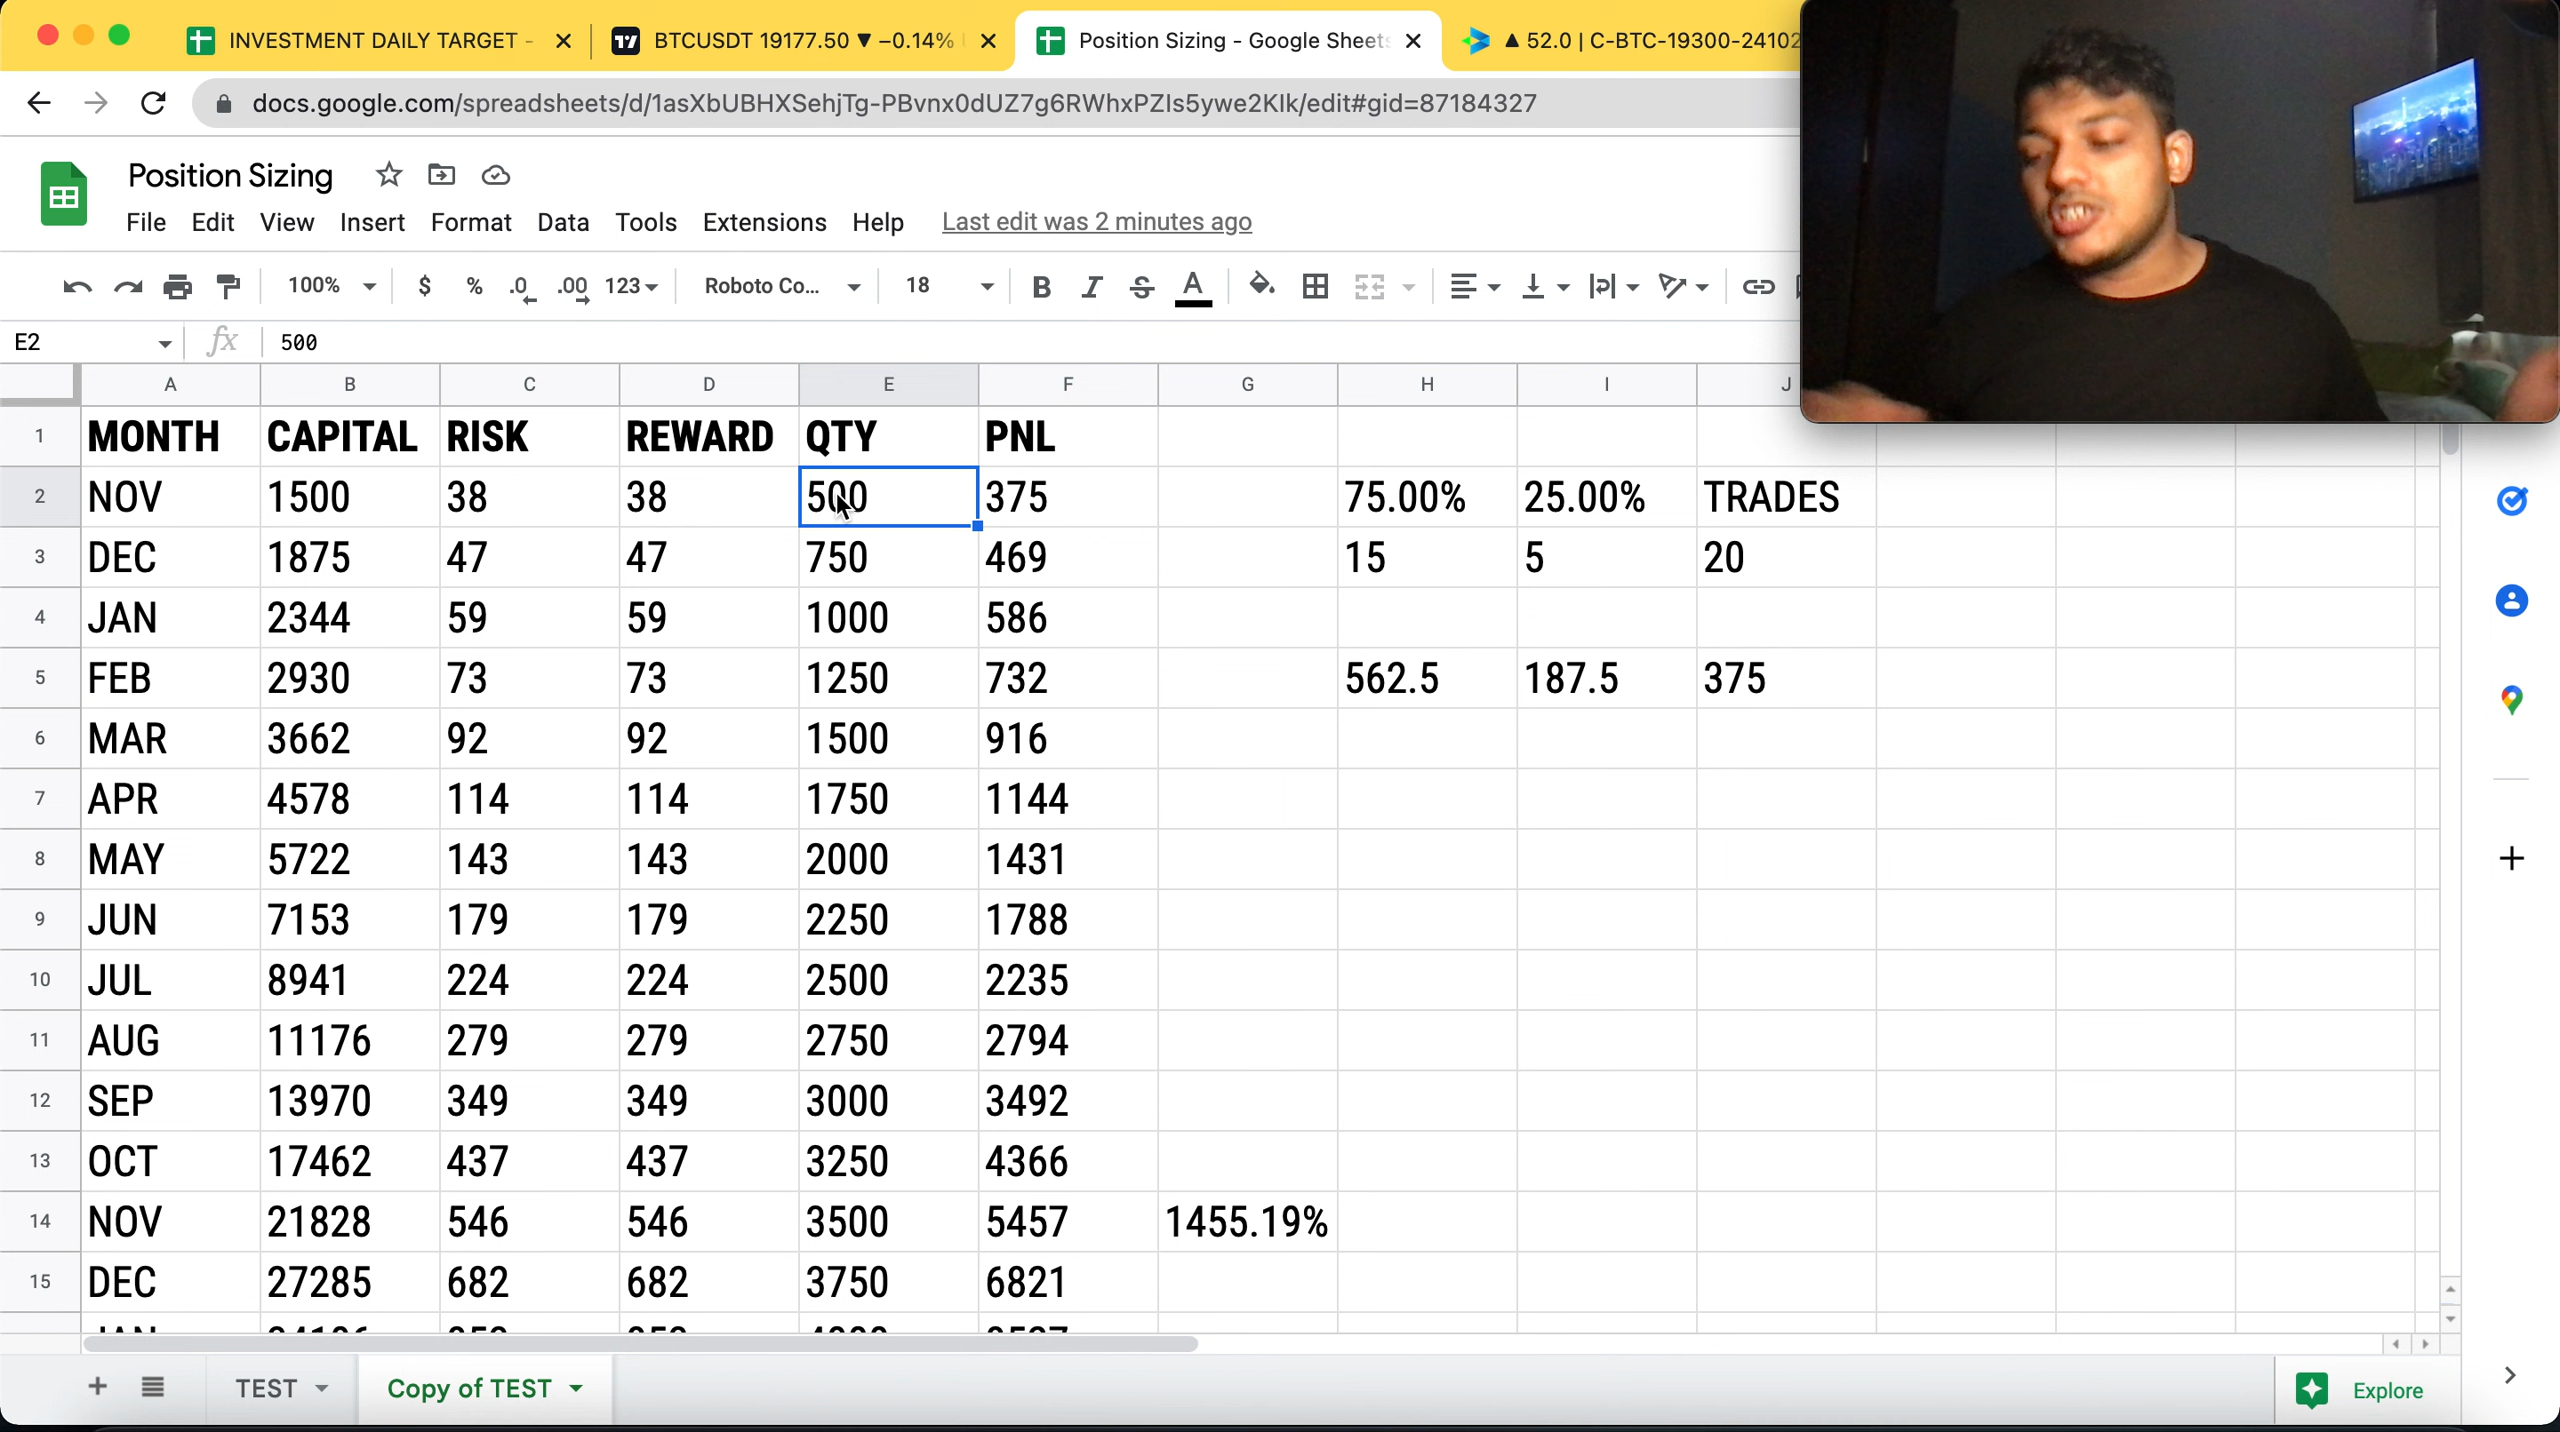 INVESTMENT DAILY TARGET -
BTCUSDT 19177.50 ▼ −0.14%
Position Sizing - Google Sheets
▲ 52.0 | C-BTC-19300-24102
docs.google.com/spreadsheets/d/1asXbUBHXSehjTg-PBvnx0dUZ7g6RWhxPZIs5ywe2KIk/edit#gid=87184327
Position Sizing
File Edit View Insert Format Data Tools Extensions Help Last edit was 2 minutes ago
100% $ % .0 .00 123 Roboto Co... 18 B I S A
E2 fx 500
A B C D E F G H I J
1 MONTH CAPITAL RISK REWARD QTY PNL
2 NOV 1500 38 38 500 375 75.00% 25.00% TRADES
3 DEC 1875 47 47 750 469 15 5 20
4 JAN 2344 59 59 1000 586
5 FEB 2930 73 73 1250 732 562.5 187.5 375
6 MAR 3662 92 92 1500 916
7 APR 4578 114 114 1750 1144
8 MAY 5722 143 143 2000 1431
9 JUN 7153 179 179 2250 1788
10 JUL 8941 224 224 2500 2235
11 AUG 11176 279 279 2750 2794
12 SEP 13970 349 349 3000 3492
13 OCT 17462 437 437 3250 4366
14 NOV 21828 546 546 3500 5457 1455.19%
15 DEC 27285 682 682 3750 6821
TEST Copy of TEST Explore